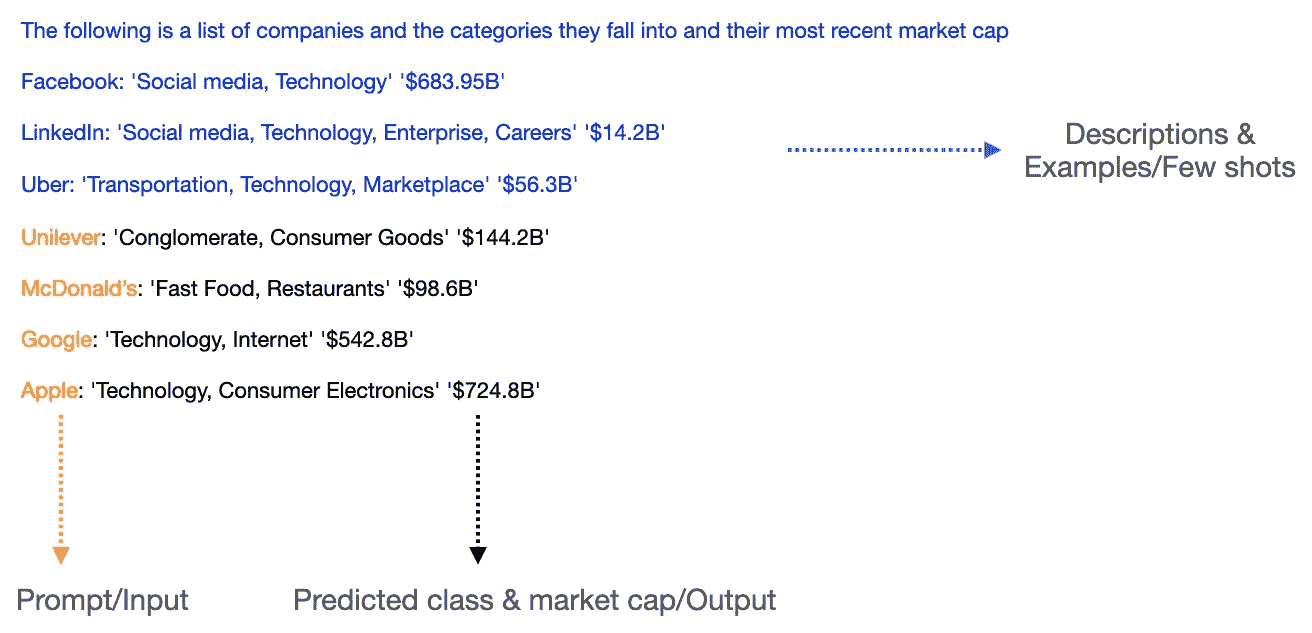 The following is a list of companies and the categories they fall into and their most recent market cap
Facebook: 'Social media, Technology' '$683.95B'
LinkedIn: 'Social media, Technology, Enterprise, Careers' '$14.2B'
Uber: 'Transportation, Technology, Marketplace' '$56.3B'
Descriptions &
Examples/Few shots
Unilever: 'Conglomerate, Consumer Goods' '$144.2B'
McDonald’s: 'Fast Food, Restaurants' '$98.6B'
Google: 'Technology, Internet' '$542.8B'
Apple: 'Technology, Consumer Electronics' '$724.8B'
Prompt/Input
Predicted class & market cap/Output